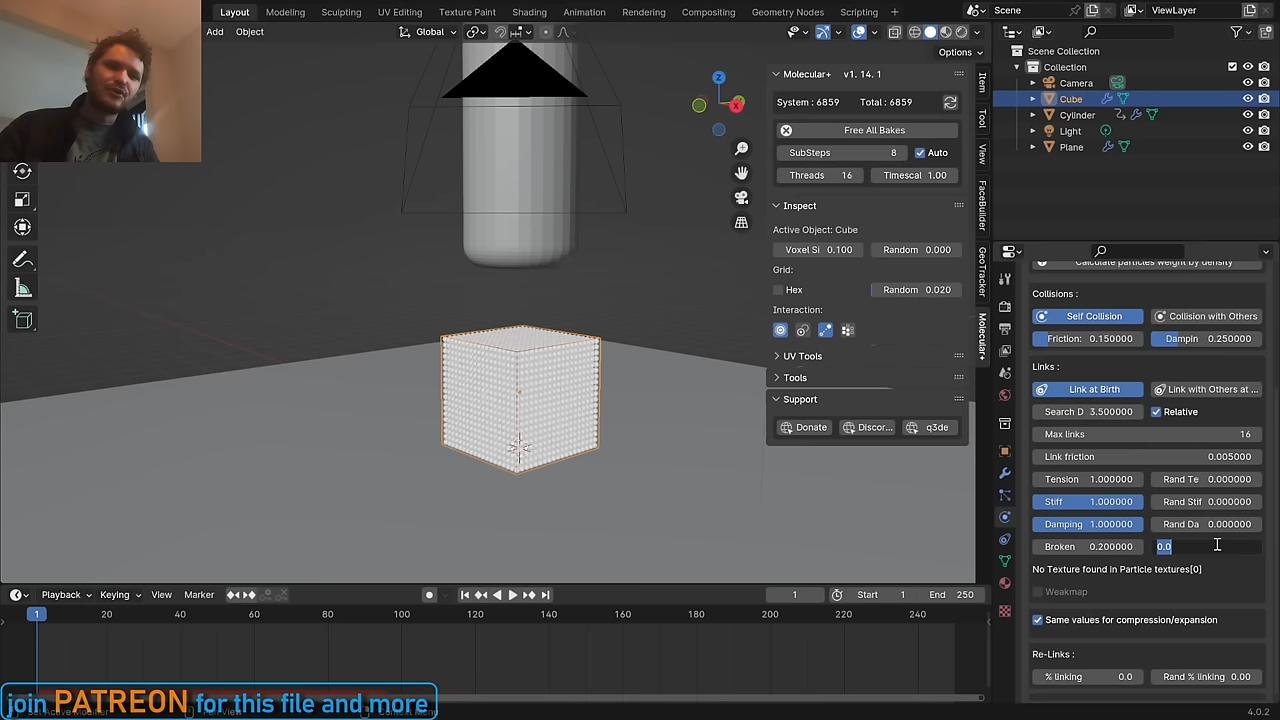 Layout Modeling Sculpting UV Editing Texture Paint Shading Animation Rendering Compositing Geometry Nodes Scripting +
Scene
ViewLayer
Add Object
Global
Options
Molecular+ v1. 14. 1
System : 6859 Total : 6859
Free All Bakes
SubSteps 8 Auto
Threads 16 Timescal 1.00
Inspect
Active Object: Cube
Voxel Si 0.100 Random 0.000
Grid:
Hex Random 0.020
Interaction:
UV Tools
Tools
Support
Donate Discor... q3de
Item
Tool
View
FaceBuilder
GeoTracker
Molecular+
Z
X
Scene Collection
Collection
Camera
Cube
Cylinder
Light
Plane
Calculate particles weight by density
Collisions :
Self Collision Collision with Others
Friction: 0.150000 Dampin 0.250000
Links :
Link at Birth Link with Others at ...
Search D 3.500000 Relative
Max links 16
Link friction 0.005000
Tension 1.000000 Rand Te 0.000000
Stiff 1.000000 Rand Stif 0.000000
Damping 1.000000 Rand Da 0.000000
Broken 0.200000 0.0
No Texture found in Particle textures[0]
Weakmap
Same values for compression/expansion
Re-Links :
% linking 0.0 Rand % linking 0.00
Playback Keying View Marker
1 Start 1 End 250
1 20 40 60 80 100 120 140 160 180 200 220 240
join PATREON for this file and more
4.0.2